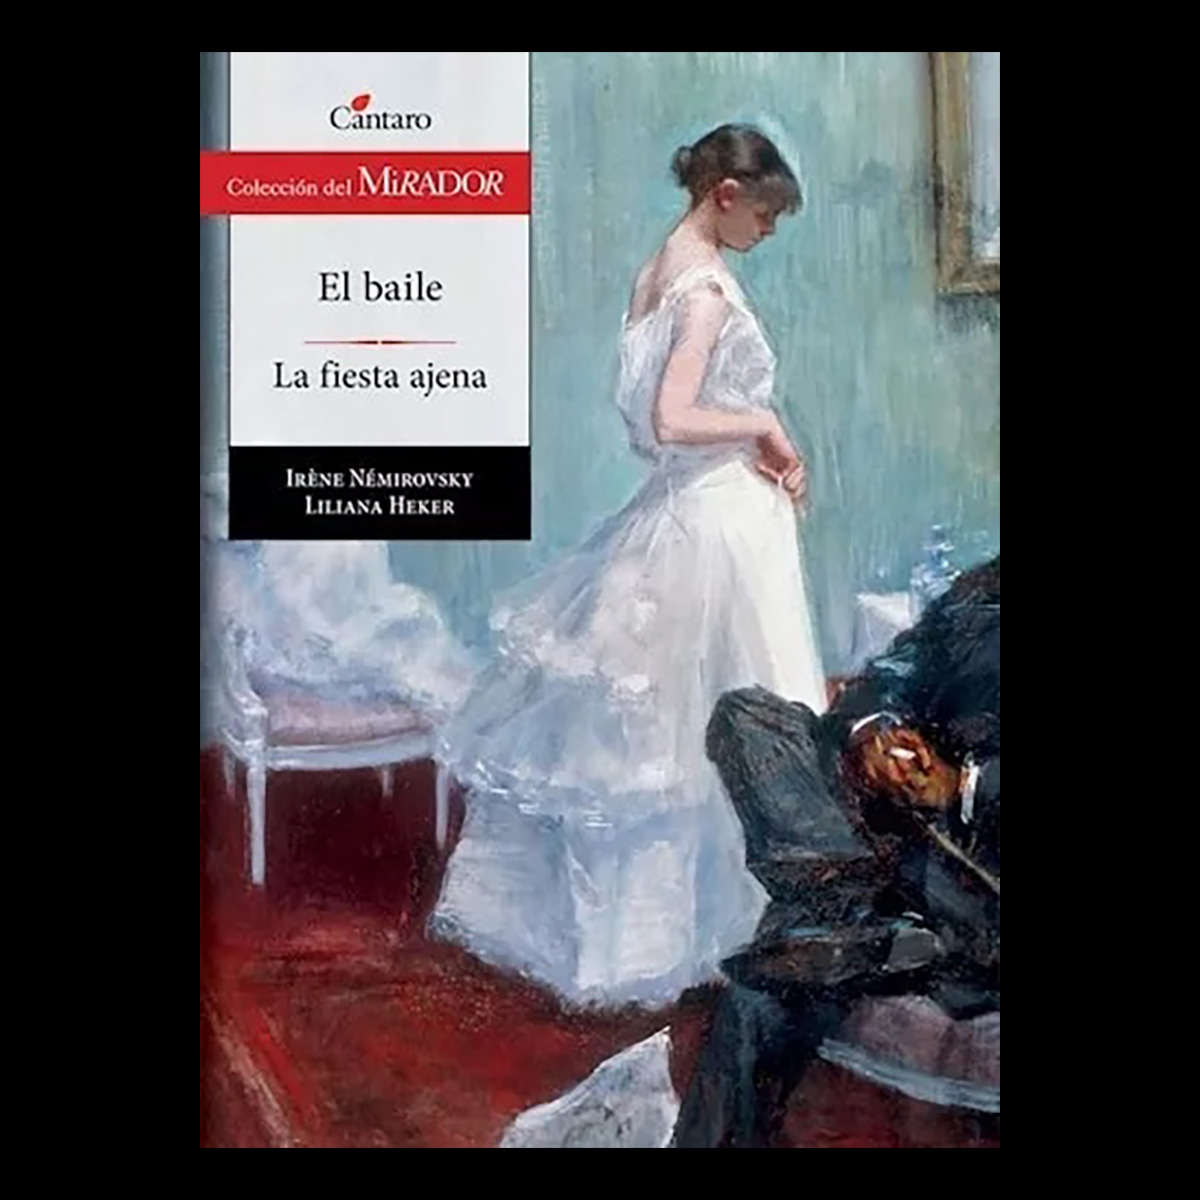 Cántaro
Colección del MiRADOR
El baile
La fiesta ajena
IRÈNE NÉMIROVSKY
LILIANA HEKER